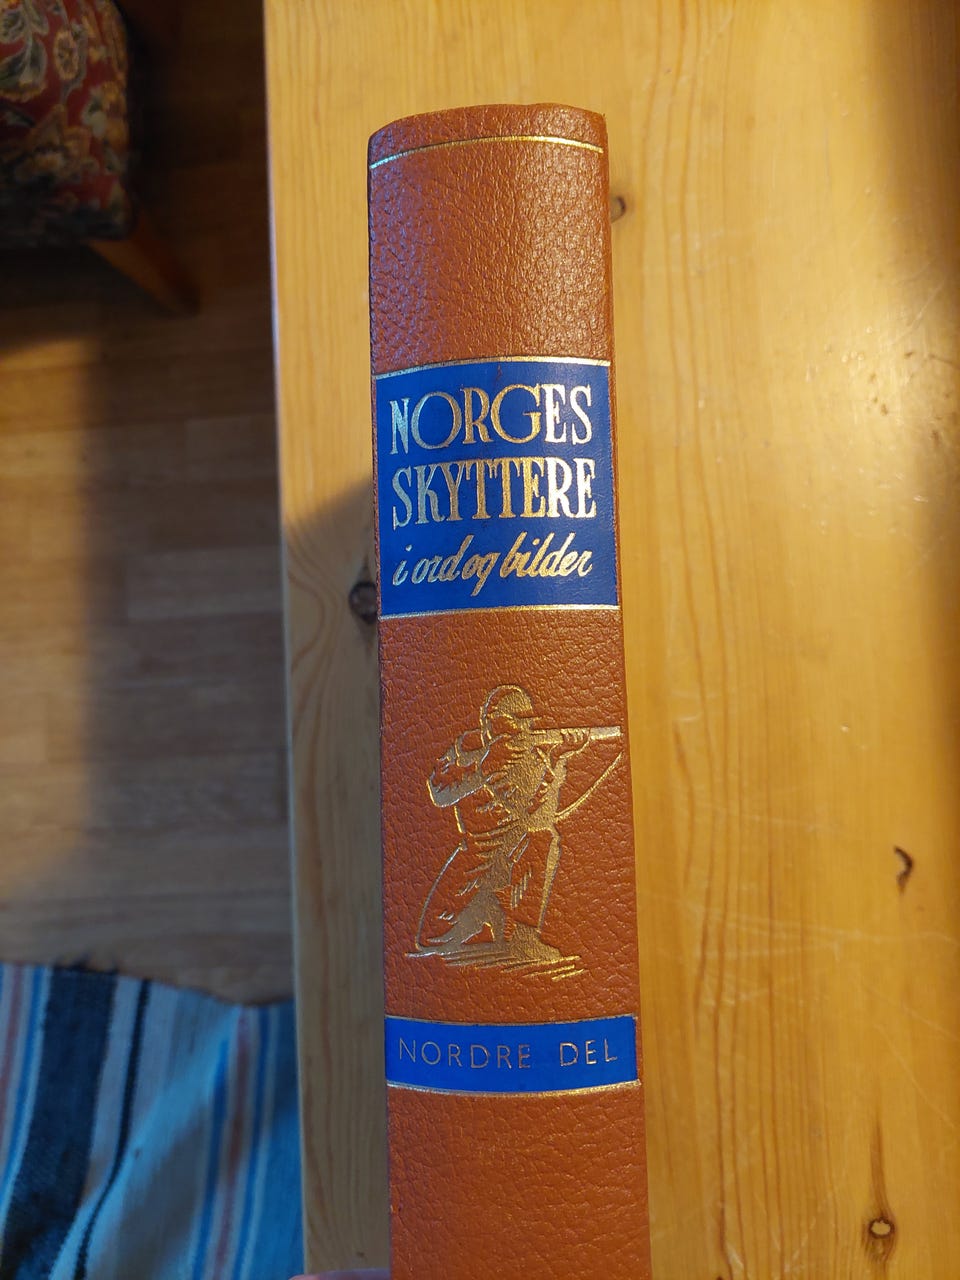 NORGES
SKYTTERE
i ord og bilder
NORDRE DEL